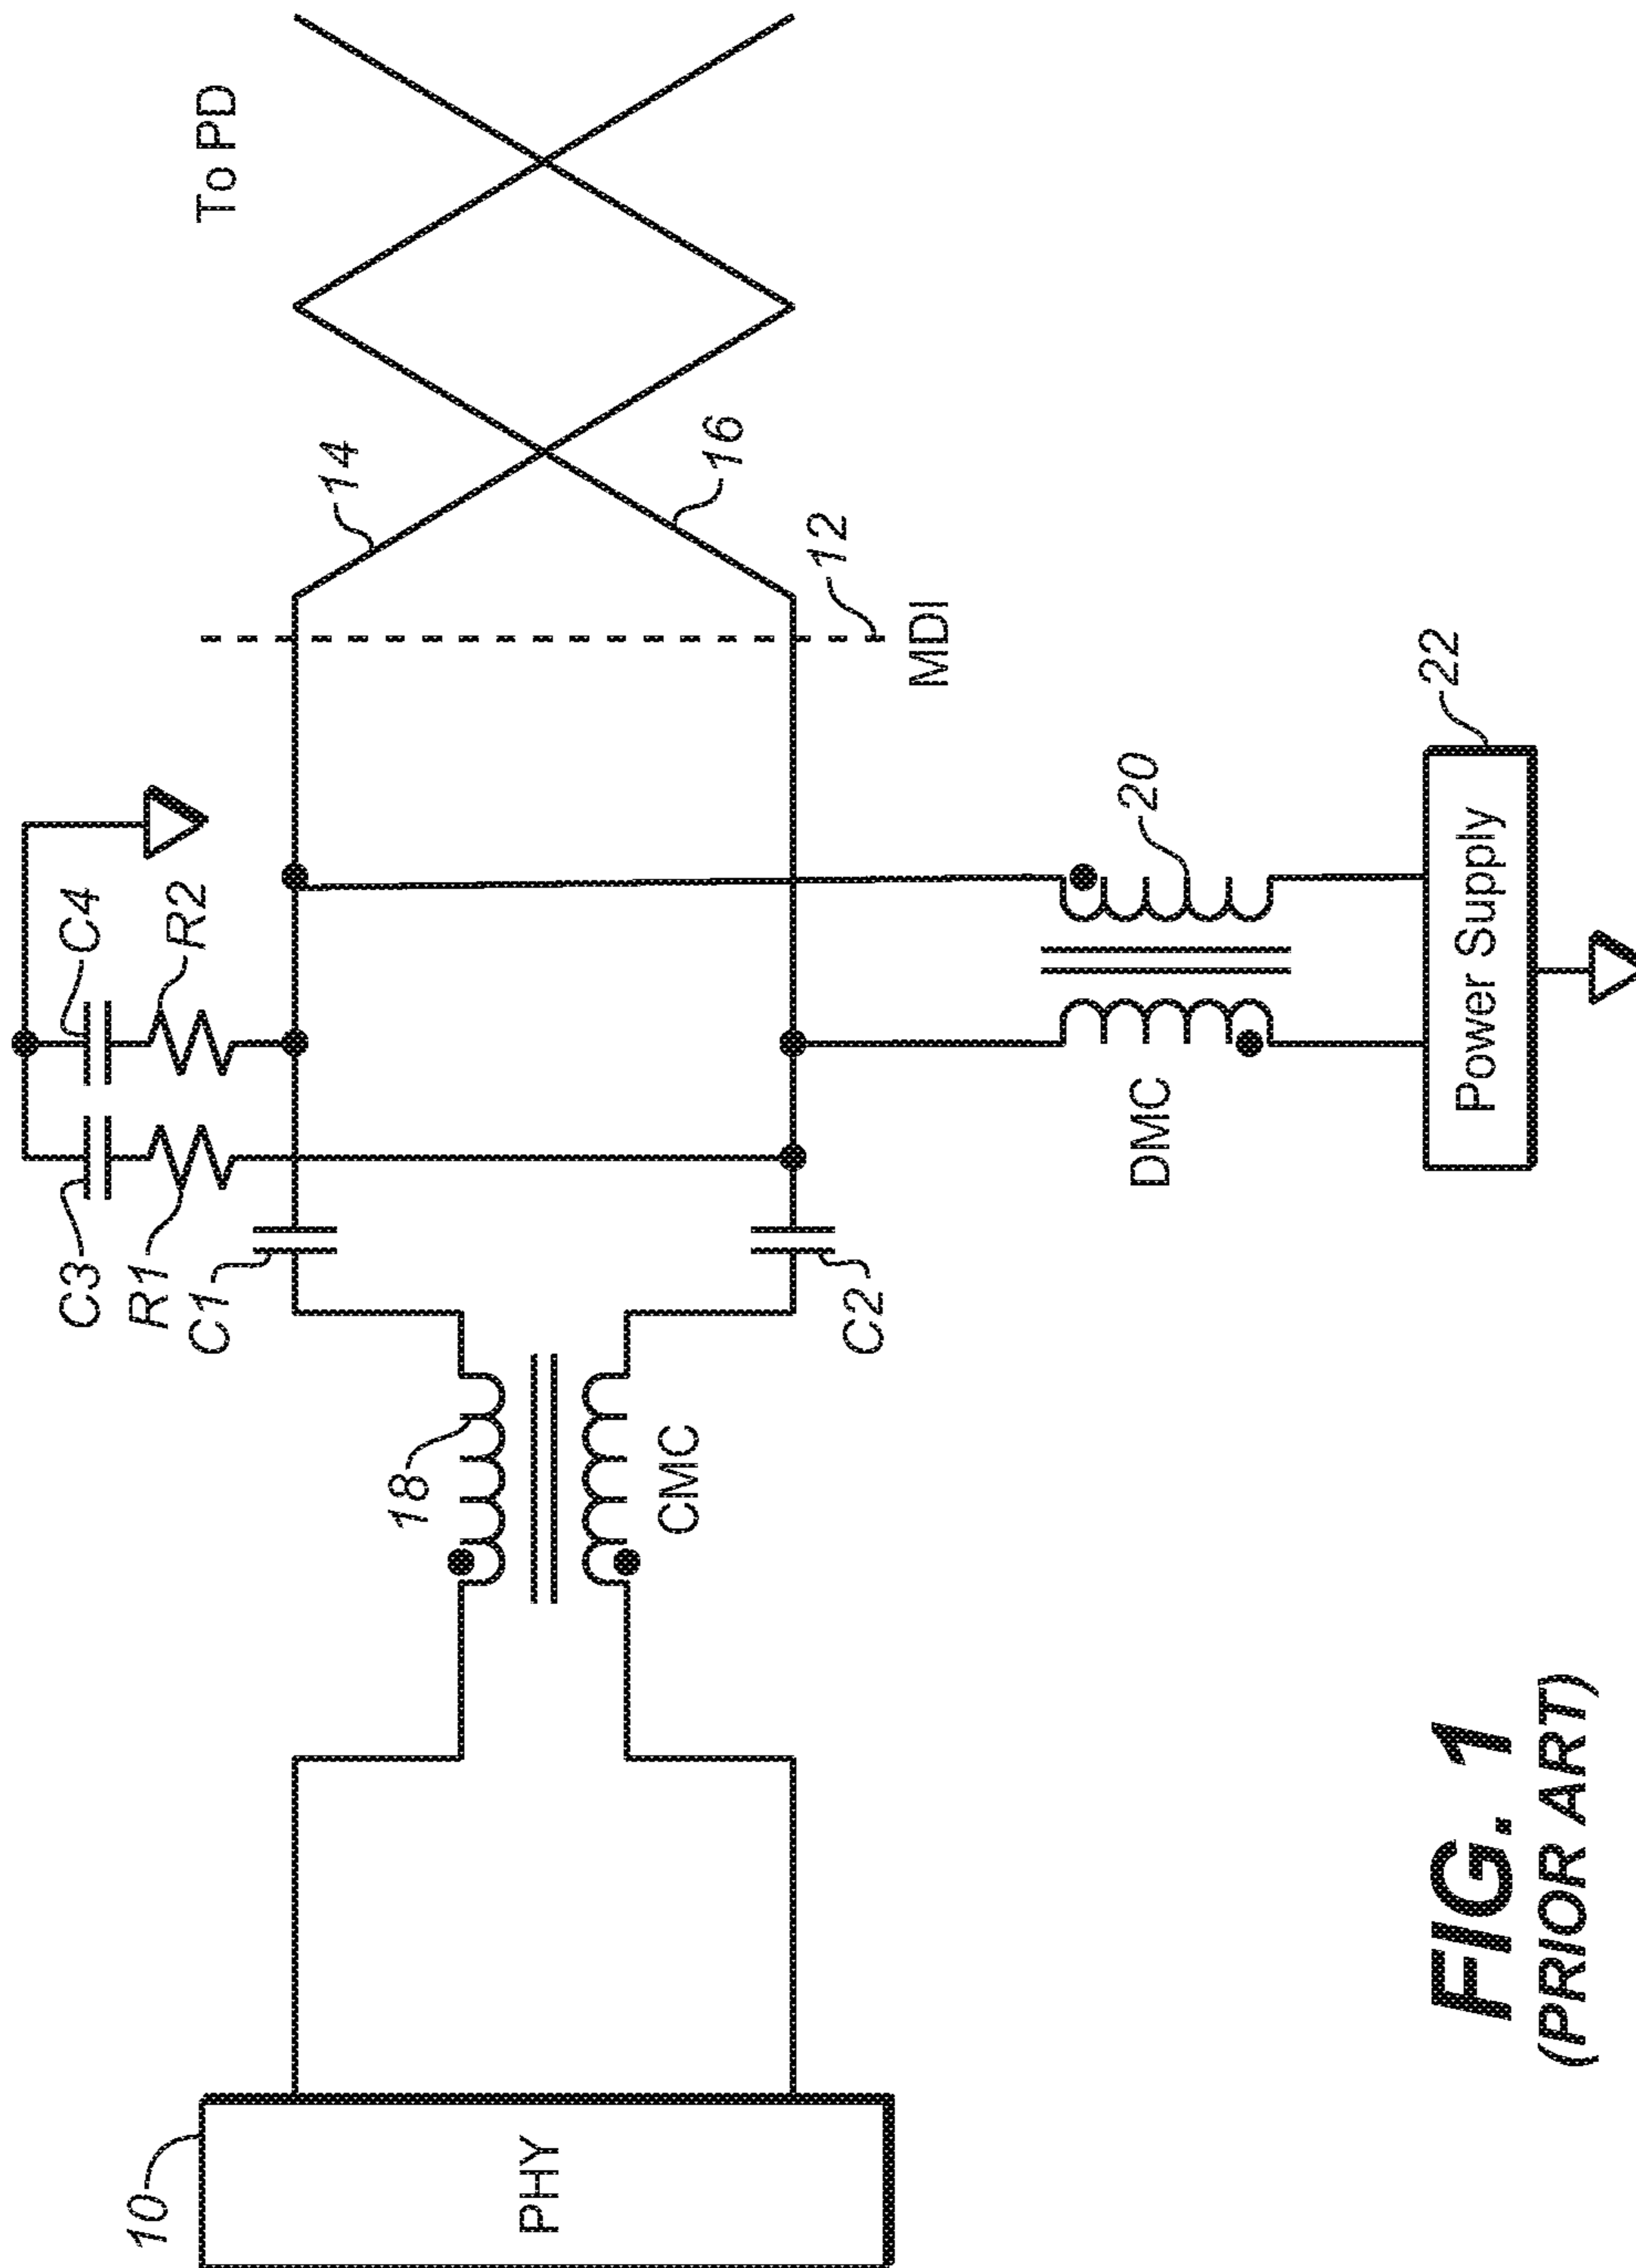 10
PHY
18
CMC
C3
R1
C1
C2
C4
R2
DMC
20
Power Supply
22
14
16
12
MDI
To PD
FIG. 1
(PRIOR ART)